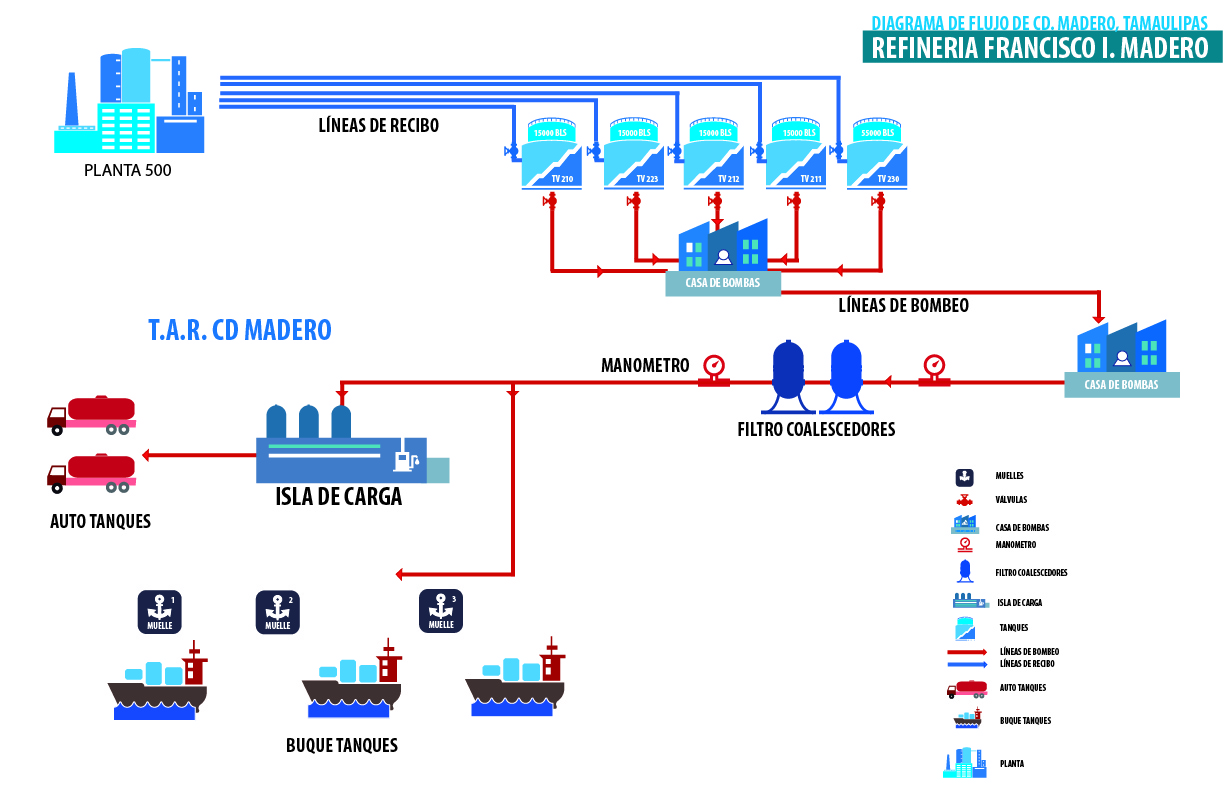 DIAGRAMA DE FLUJO DE CD. MADERO, TAMAULIPAS
REFINERIA FRANCISCO I. MADERO
PLANTA 500
LÍNEAS DE RECIBO
15000 BLS
15000 BLS
15000 BLS
15000 BLS
55000 BLS
TV 210
TV 223
TV 212
TV 211
TV 230
CASA DE BOMBAS
LÍNEAS DE BOMBEO
T.A.R. CD MADERO
MANOMETRO
CASA DE BOMBAS
FILTRO COALESCEDORES
ISLA DE CARGA
AUTO TANQUES
1
MUELLE
2
MUELLE
3
MUELLE
BUQUE TANQUES
MUELLES
VALVULAS
CASA DE BOMBAS
MANOMETRO
FILTRO COALESCEDORES
ISLA DE CARGA
TANQUES
LÍNEAS DE BOMBEO
LÍNEAS DE RECIBO
AUTO TANQUES
BUQUE TANQUES
PLANTA